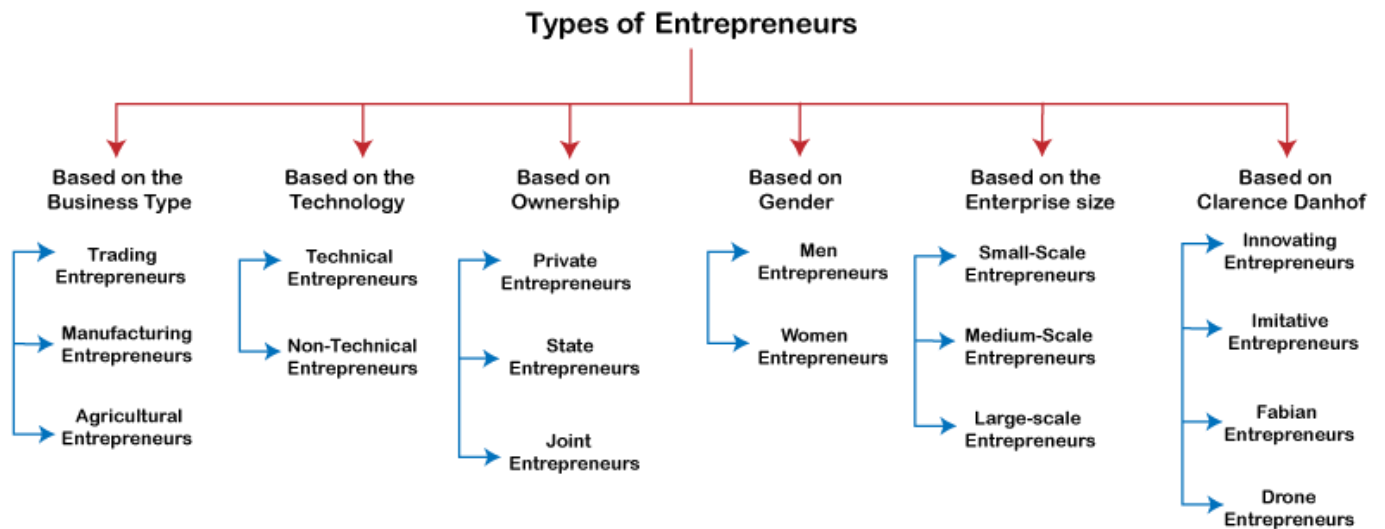 Types of Entrepreneurs
Based on the
Business Type
Trading
Entrepreneurs
Manufacturing
Entrepreneurs
Agricultural
Entrepreneurs
Based on the
Technology
Technical
Entrepreneurs
Non-Technical
Entrepreneurs
Based on
Ownership
Private
Entrepreneurs
State
Entrepreneurs
Joint
Entrepreneurs
Based on
Gender
Men
Entrepreneurs
Women
Entrepreneurs
Based on the
Enterprise size
Small-Scale
Entrepreneurs
Medium-Scale
Entrepreneurs
Large-scale
Entrepreneurs
Based on
Clarence Danhof
Innovating
Entrepreneurs
Imitative
Entrepreneurs
Fabian
Entrepreneurs
Drone
Entrepreneurs